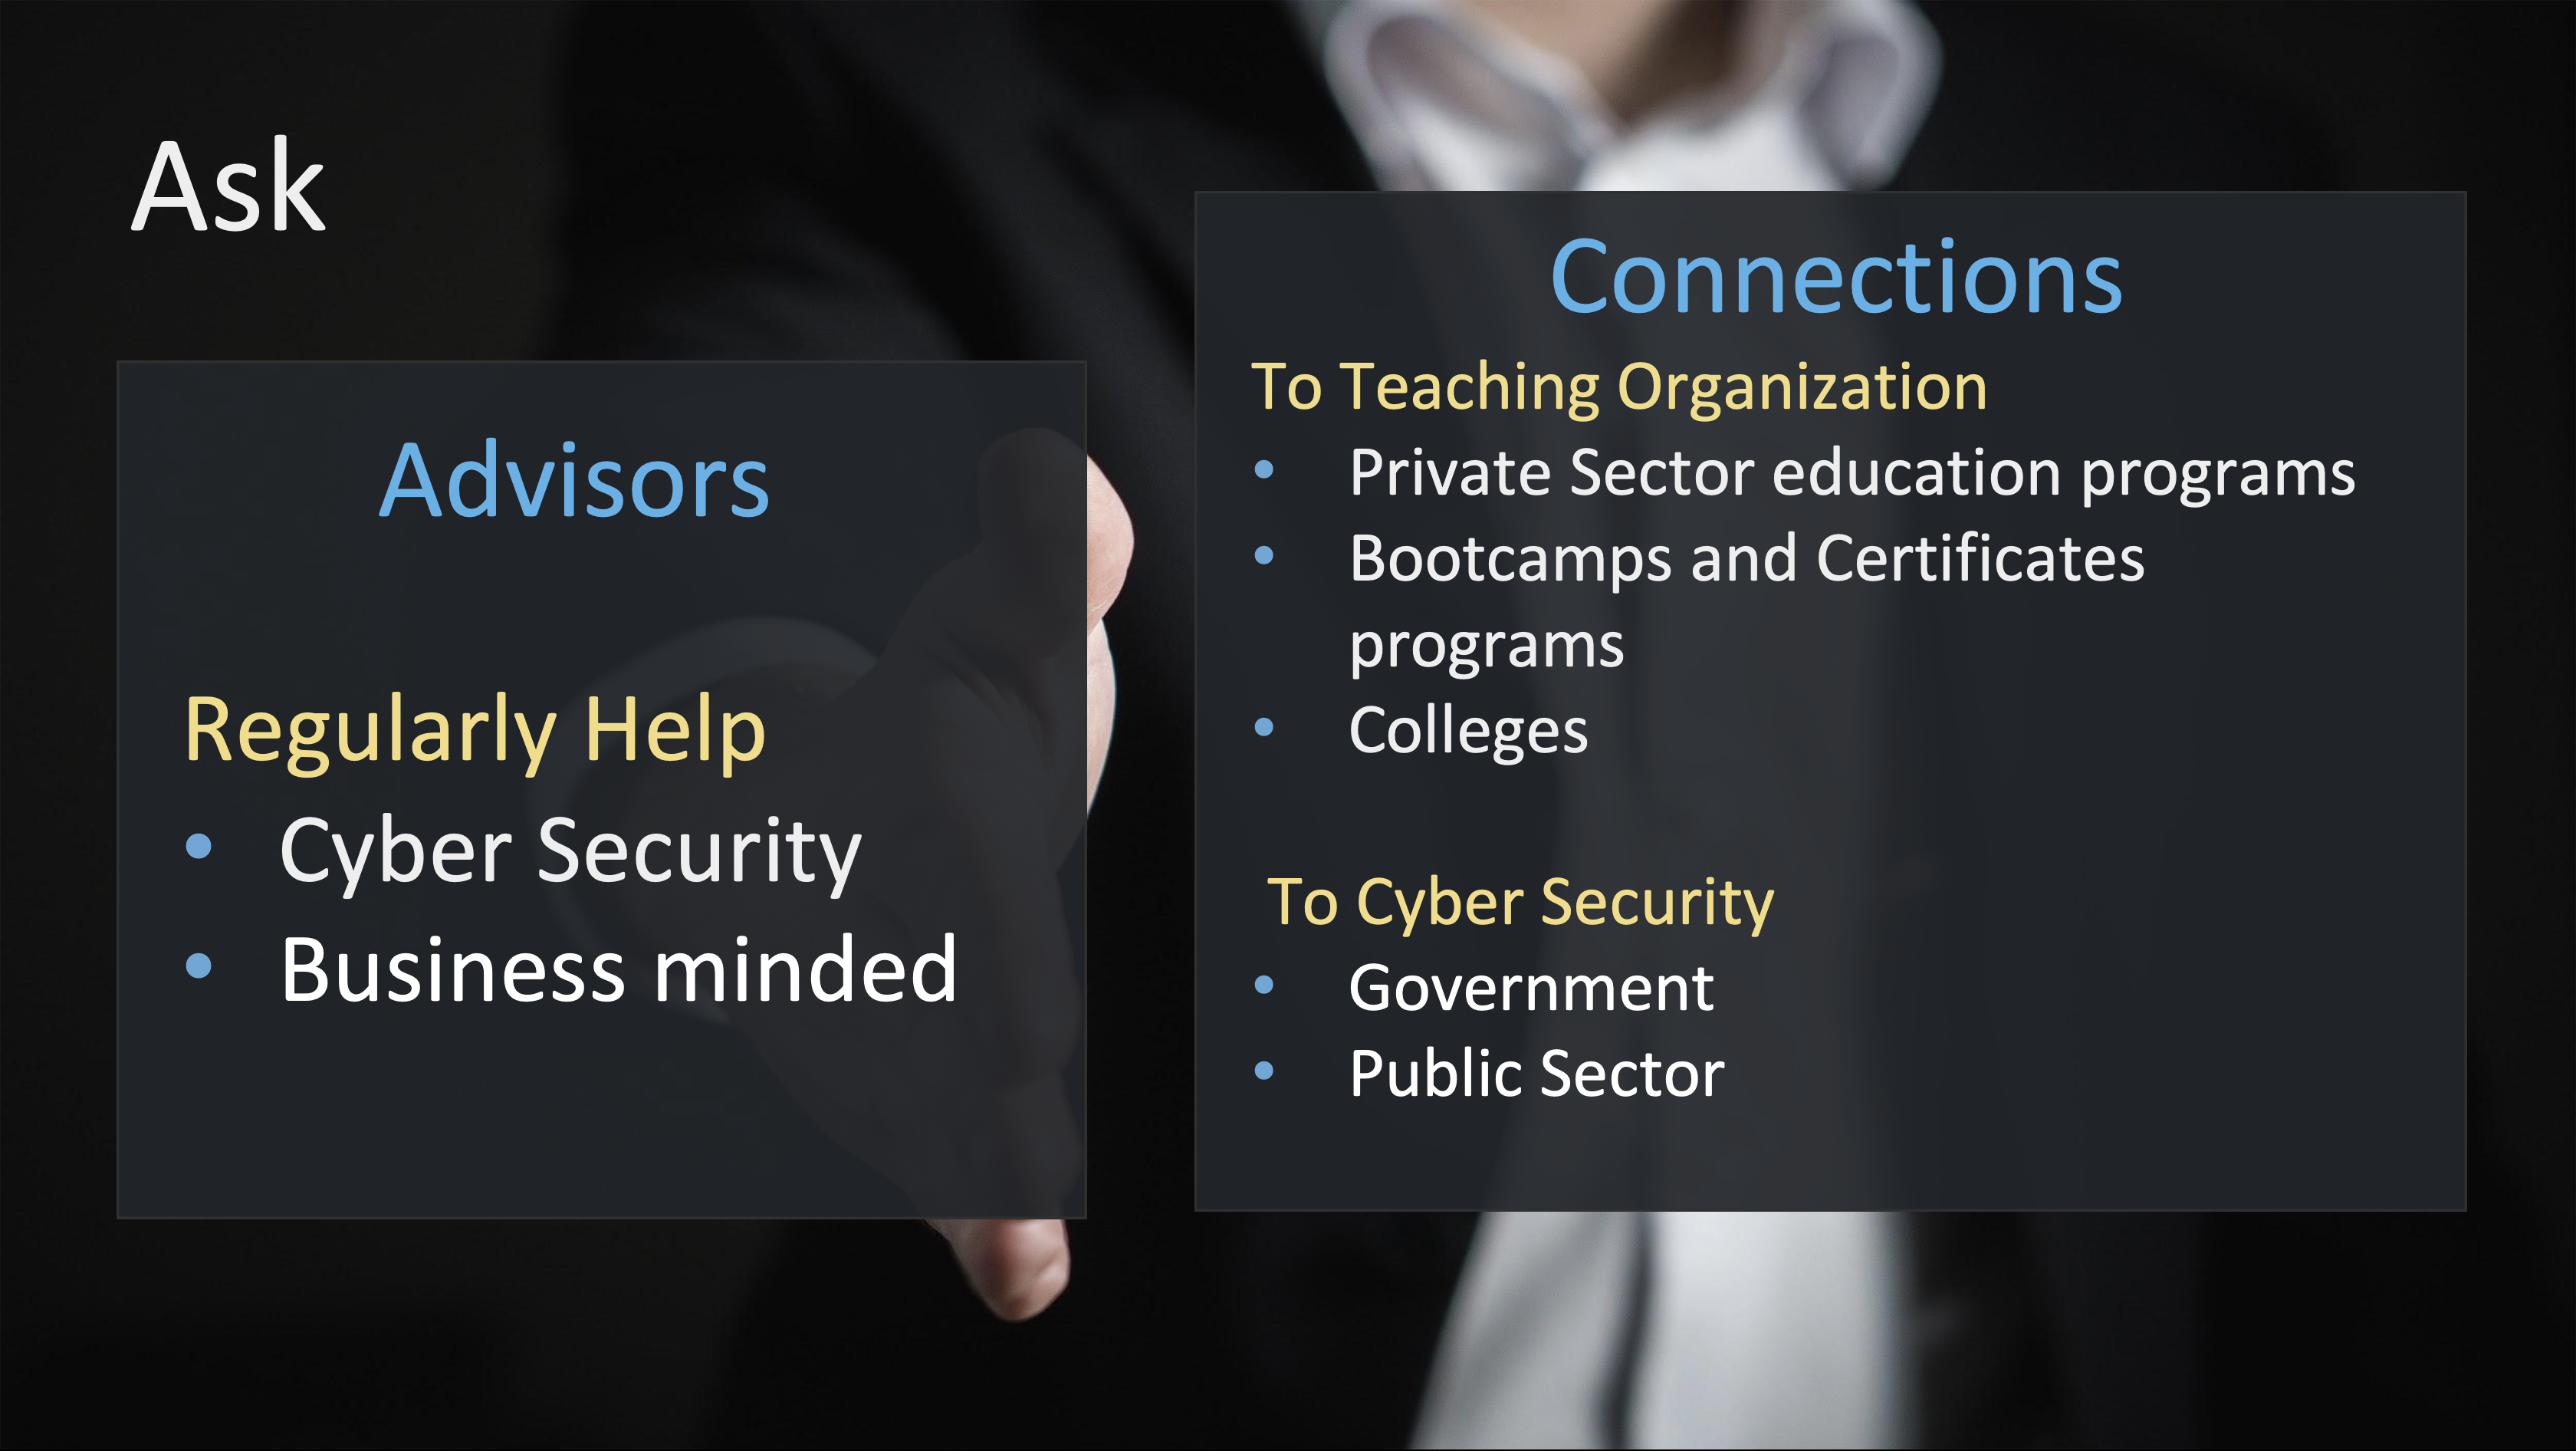 Ask
Advisors
Regularly Help
• Cyber Security
• Business minded
Connections
To Teaching Organization
• Private Sector education programs
• Bootcamps and Certificates
programs
• Colleges
To Cyber Security
• Government
• Public Sector